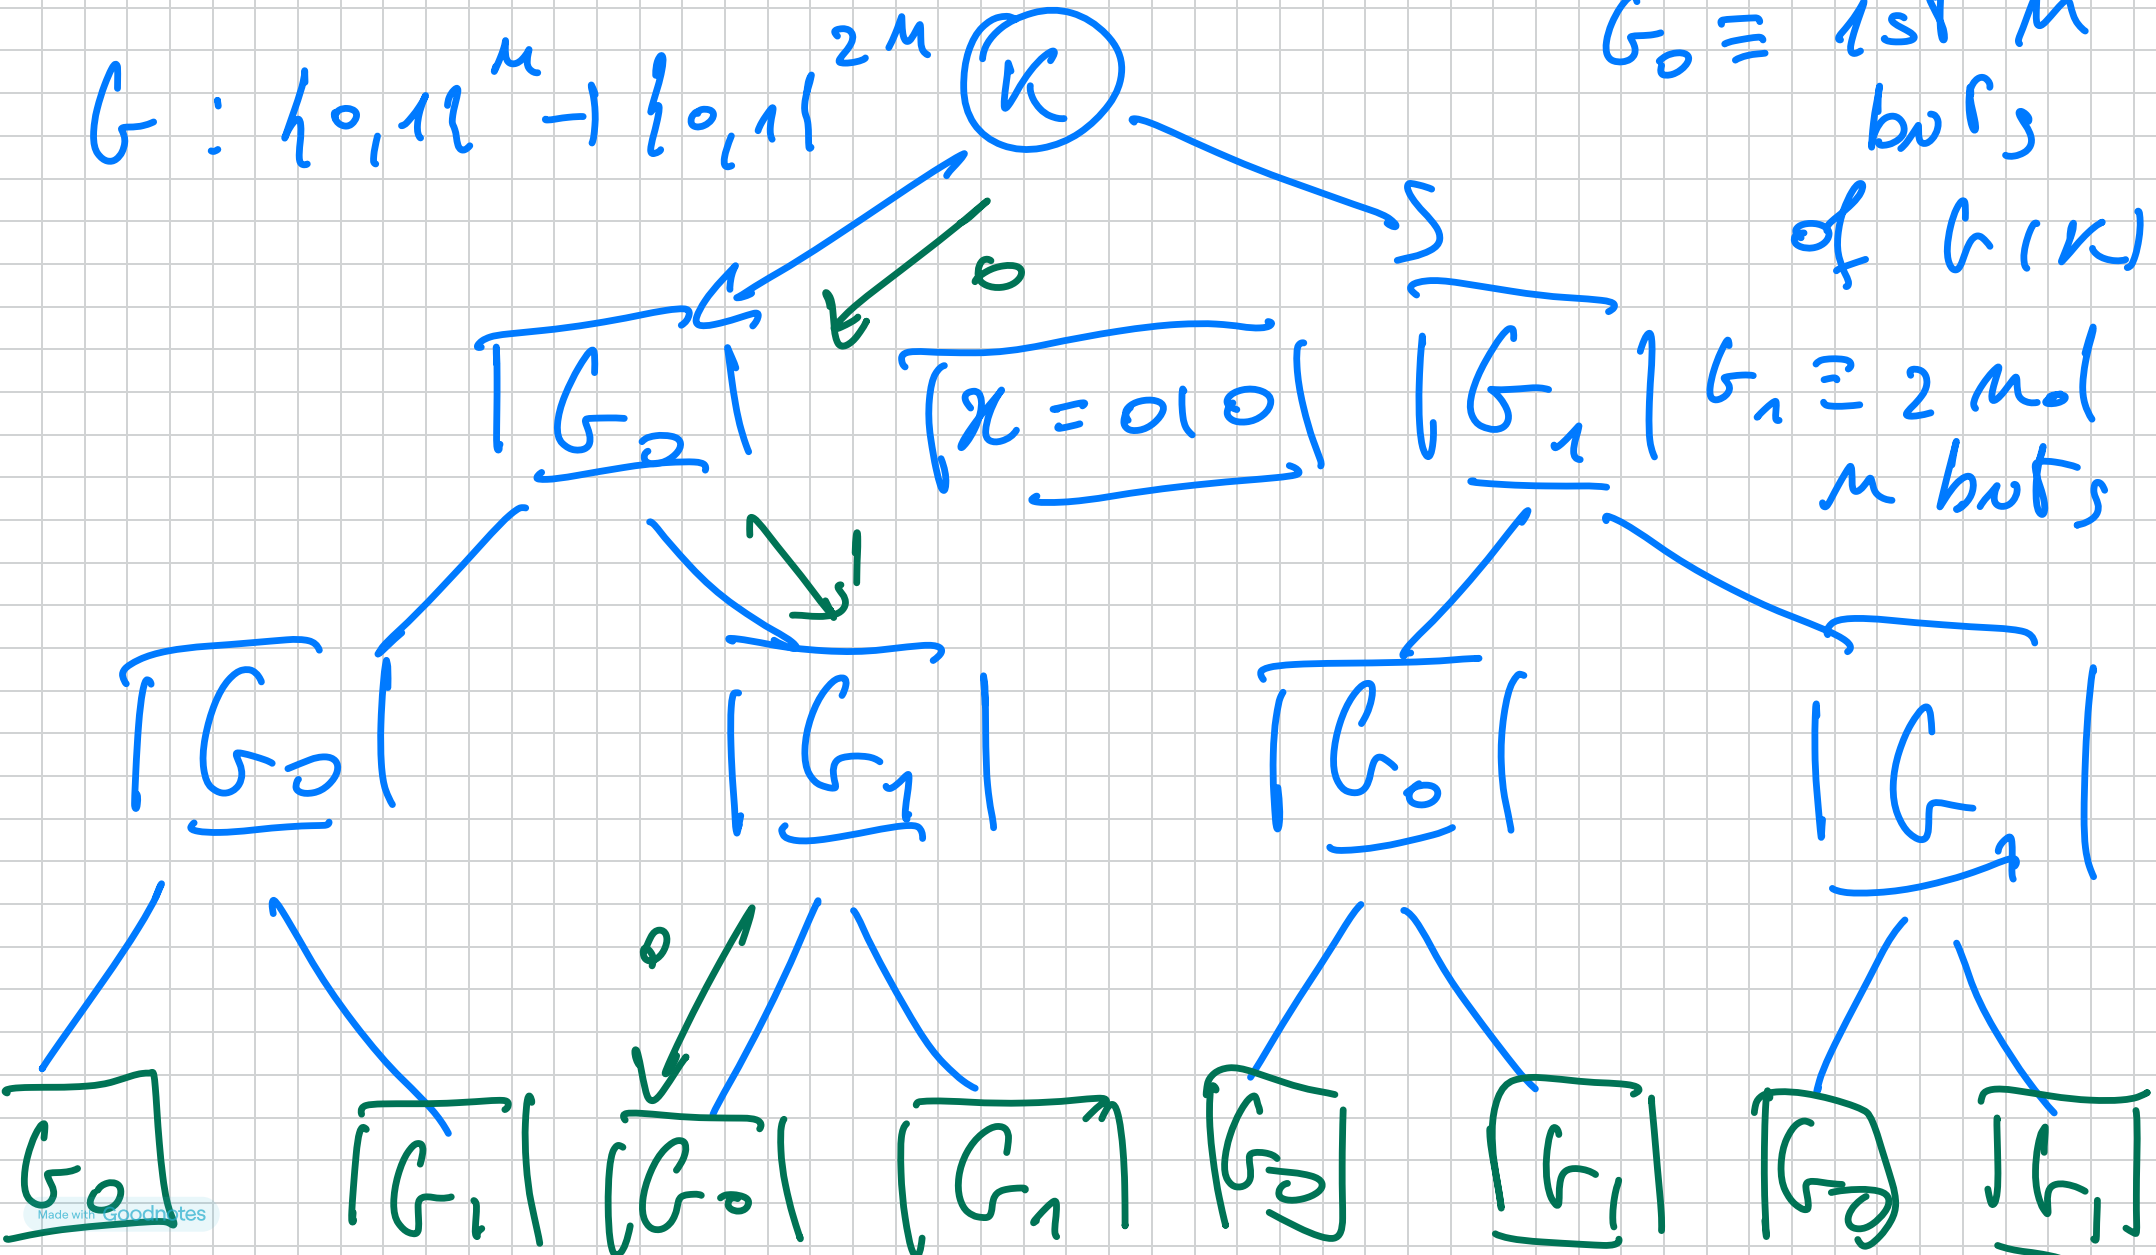 G : {0,1}^n → {0,1}^2n
K
G0 ≡ 1st n
bits
of G(K)
0
G0
x = 010
G1
G1 ≡ 2nd
n bits
1
G0
G1
G0
G1
0
G0
G1
G0
G1
G0
G1
G0
G1
Made with Goodnotes